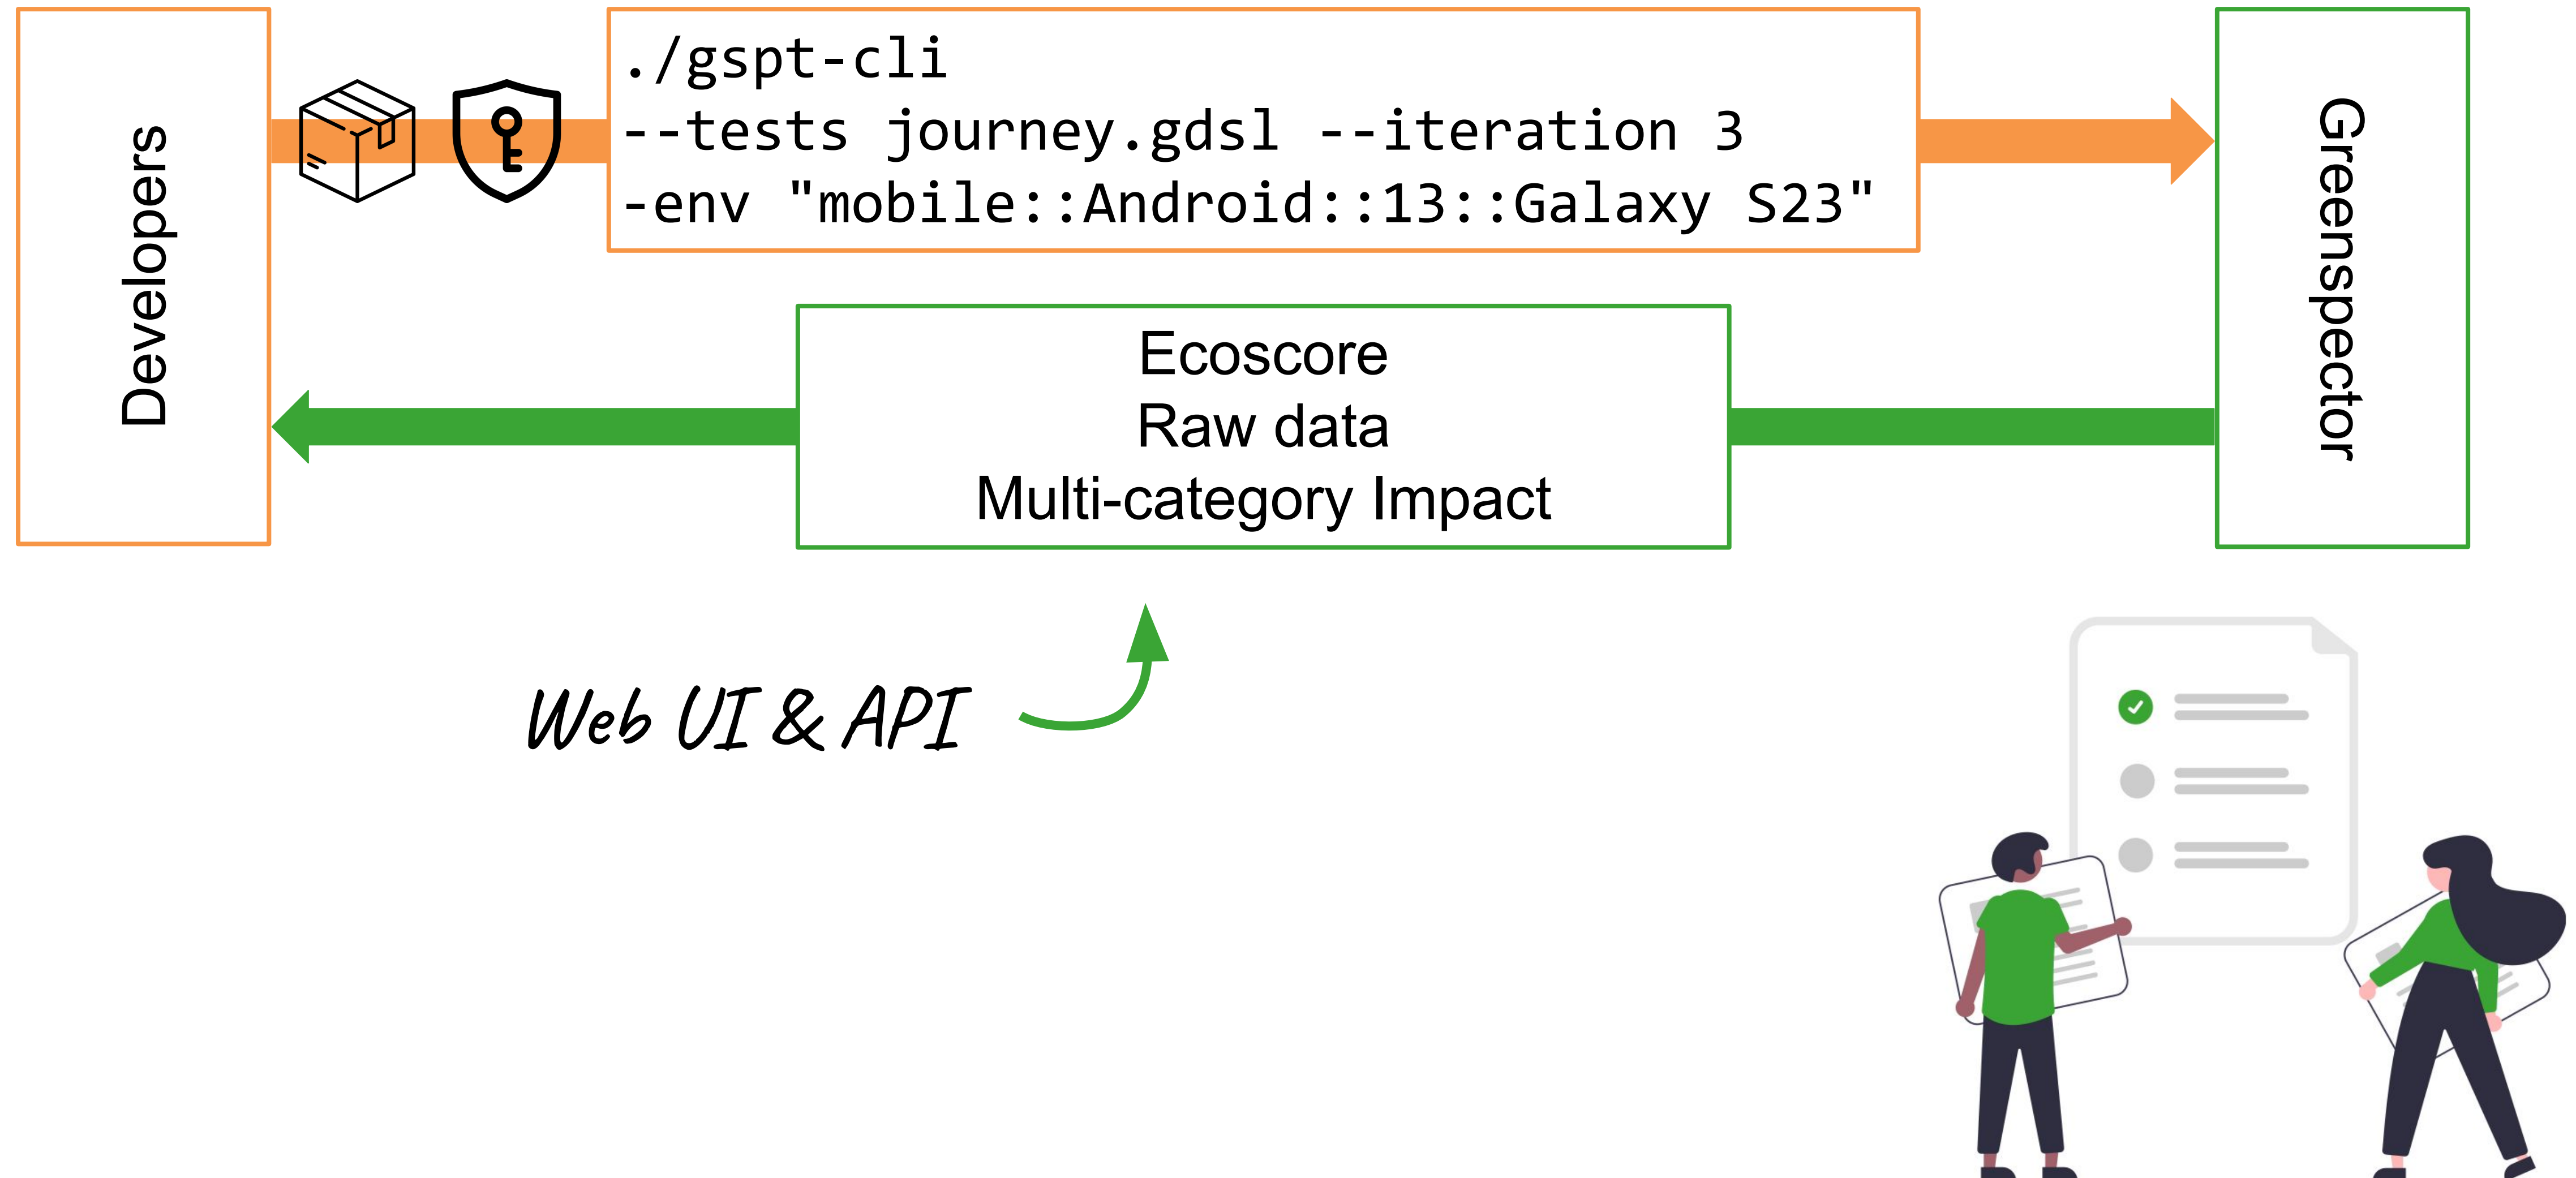 Developers
./gspt-cli
--tests journey.gdsl --iteration 3
-env "mobile::Android::13::Galaxy S23"
Greenspector
Ecoscore
Raw data
Multi-category Impact
Web UI & API